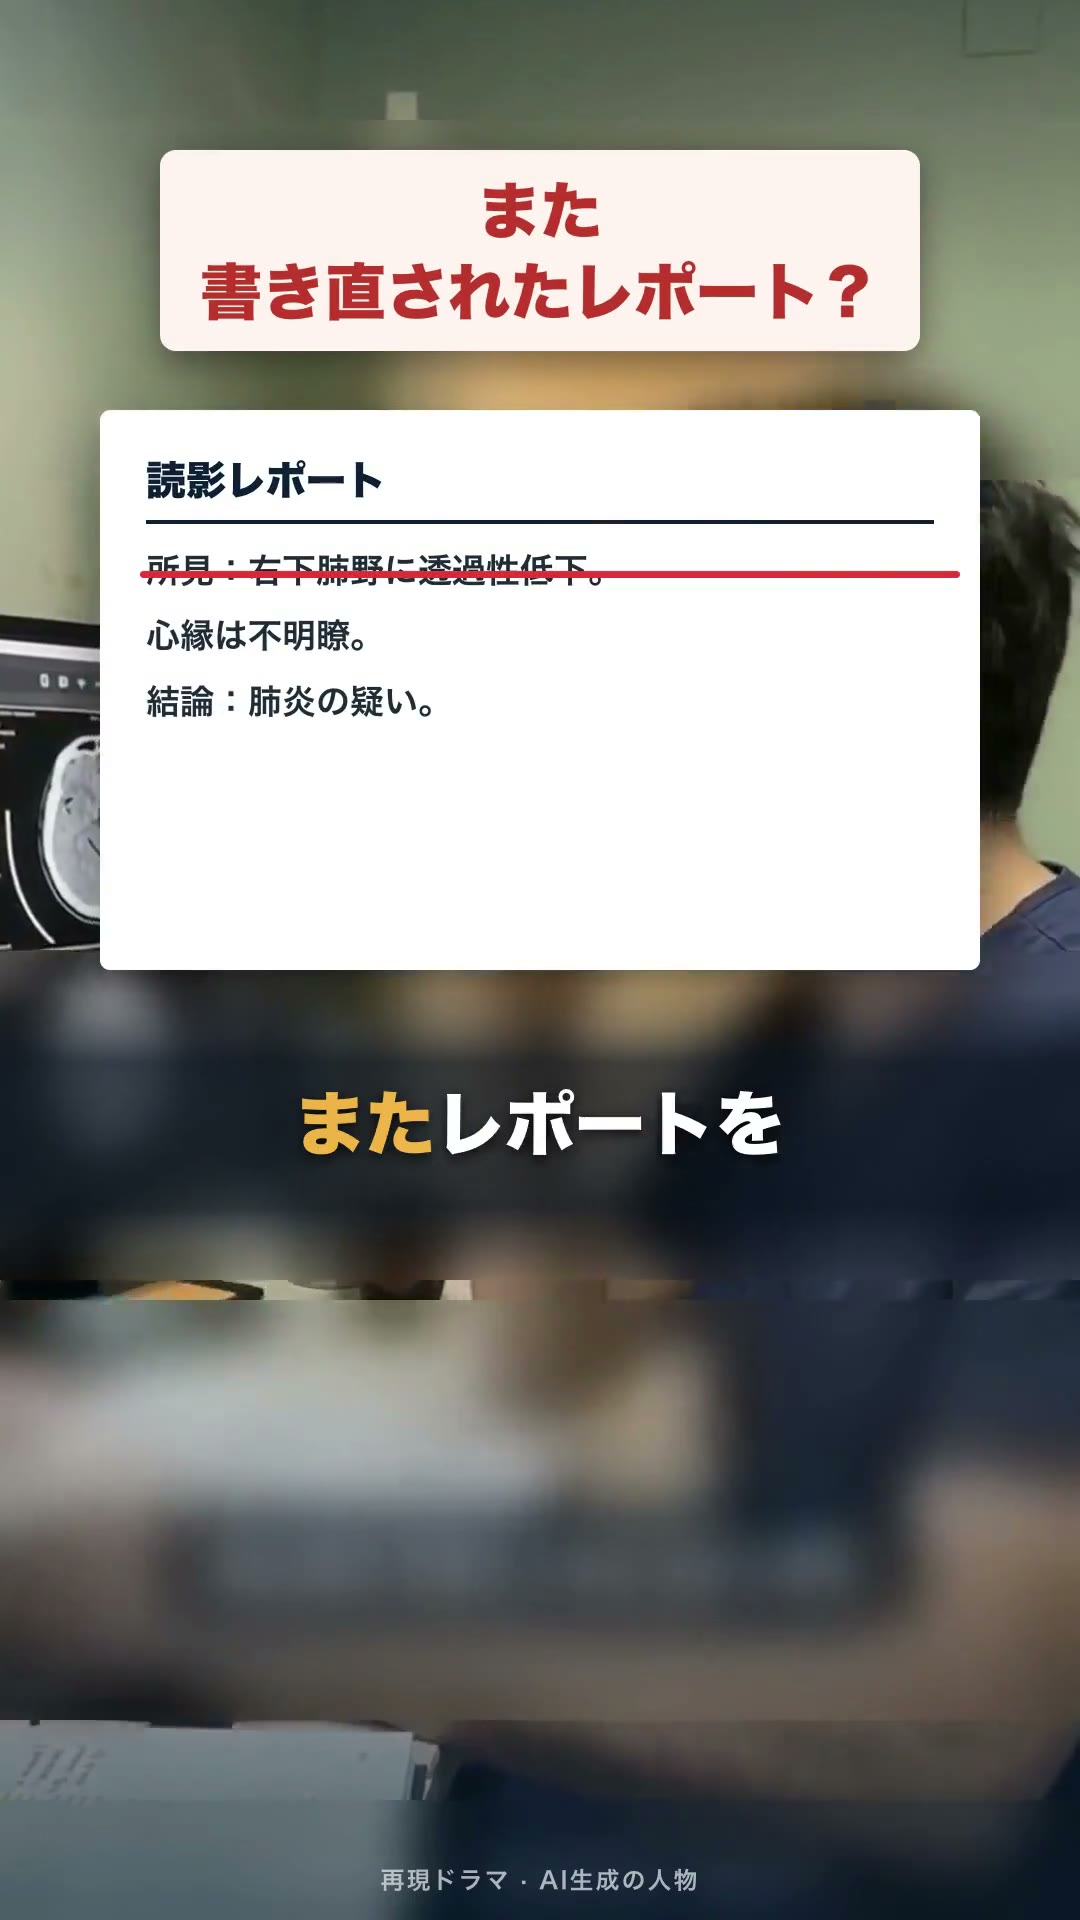 また
書き直されたレポート？
読影レポート
所見：右下肺野に透過性低下。
心縁は不明瞭。
結論：肺炎の疑い。
またレポートを
再現ドラマ · AI生成の人物